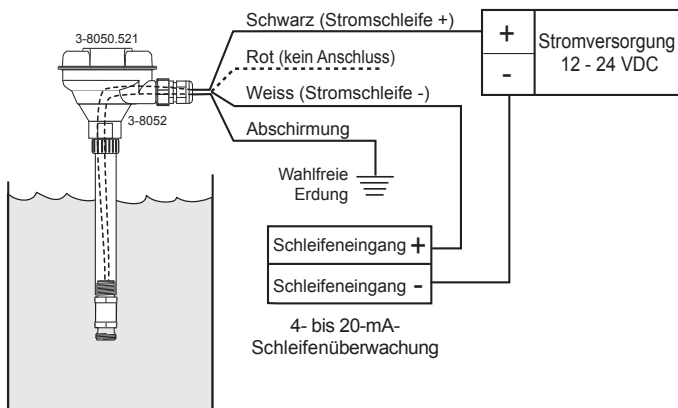 3-8050.521
3-8052
Schwarz (Stromschleife +)
Rot (kein Anschluss)
Weiss (Stromschleife -)
Abschirmung
Wahlfreie
Erdung
+
-
Stromversorgung
12 - 24 VDC
Schleifeneingang +
Schleifeneingang -
4- bis 20-mA-
Schleifenüberwachung